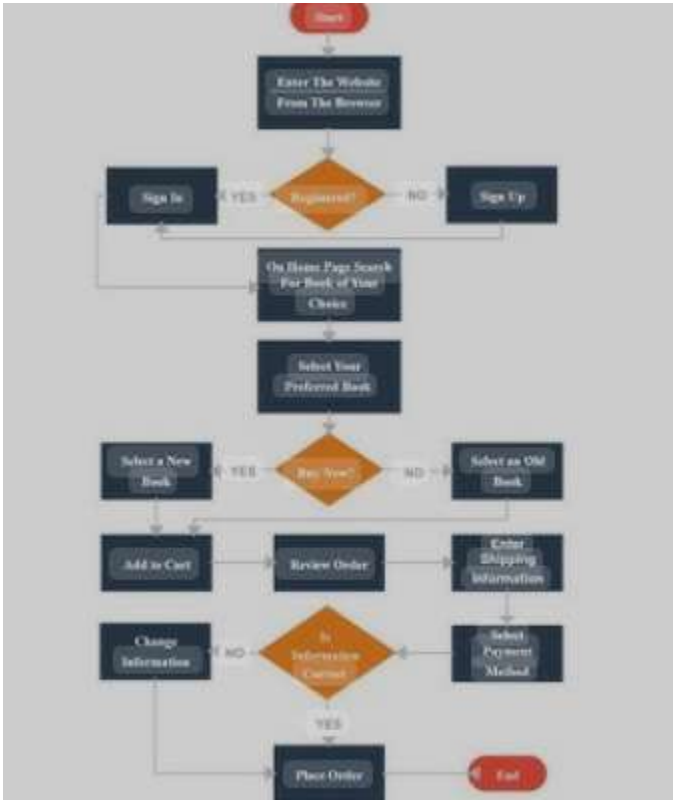 Start
Enter The Website
From The Browser
Sign In
YES
Registered?
NO
Sign Up
On Home Page Search
For Book of Your
Choice
Select Your
Preferred Book
Select a New
Book
YES
Buy New?
NO
Select an Old
Book
Add to Cart
Review Order
Enter
Shipping
Information
Change
Information
NO
Is
Information
Correct
Select
Payment
Method
YES
Place Order
End